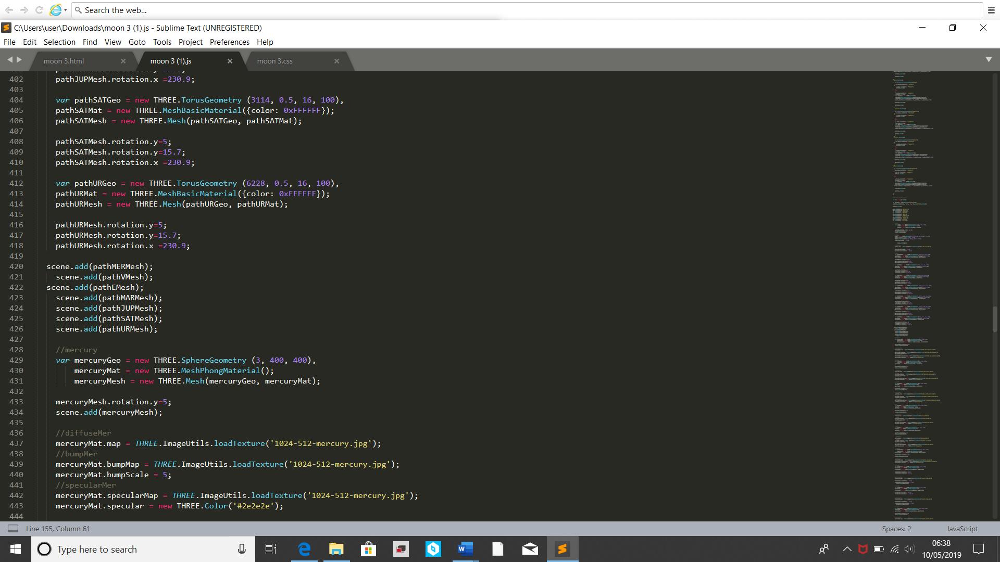 Search the web...
C:\Users\user\Downloads\moon 3 (1).js - Sublime Text (UNREGISTERED)
File Edit Selection Find View Goto Tools Project Preferences Help
moon 3.html moon 3 (1).js moon 3.css
402 pathJUPMesh.rotation.x =230.9;
403
404 var pathSATGeo = new THREE.TorusGeometry (3114, 0.5, 16, 100),
405 pathSATMat = new THREE.MeshBasicMaterial({color: 0xFFFFFF});
406 pathSATMesh = new THREE.Mesh(pathSATGeo, pathSATMat);
407
408 pathSATMesh.rotation.y=5;
409 pathSATMesh.rotation.y=15.7;
410 pathSATMesh.rotation.x =230.9;
411
412 var pathURGeo = new THREE.TorusGeometry (6228, 0.5, 16, 100),
413 pathURMat = new THREE.MeshBasicMaterial({color: 0xFFFFFF});
414 pathURMesh = new THREE.Mesh(pathURGeo, pathURMat);
415
416 pathURMesh.rotation.y=5;
417 pathURMesh.rotation.y=15.7;
418 pathURMesh.rotation.x =230.9;
419
420 scene.add(pathMERMesh);
421 scene.add(pathVMesh);
422 scene.add(pathEMesh);
423 scene.add(pathMARMesh);
424 scene.add(pathJUPMesh);
425 scene.add(pathSATMesh);
426 scene.add(pathURMesh);
427
428 //mercury
429 var mercuryGeo = new THREE.SphereGeometry (3, 400, 400),
430 mercuryMat = new THREE.MeshPhongMaterial();
431 mercuryMesh = new THREE.Mesh(mercuryGeo, mercuryMat);
432
433 mercuryMesh.rotation.y=5;
434 scene.add(mercuryMesh);
435
436 //diffuseMer
437 mercuryMat.map = THREE.ImageUtils.loadTexture('1024-512-mercury.jpg');
438 //bumpMer
439 mercuryMat.bumpMap = THREE.ImageUtils.loadTexture('1024-512-mercury.jpg');
440 mercuryMat.bumpScale = 5;
441 //specularMer
442 mercuryMat.specularMap = THREE.ImageUtils.loadTexture('1024-512-mercury.jpg');
443 mercuryMat.specular = new THREE.Color('#2e2e2e');
444
Line 155, Column 61 Spaces: 2 JavaScript
Type here to search
06:38
10/05/2019